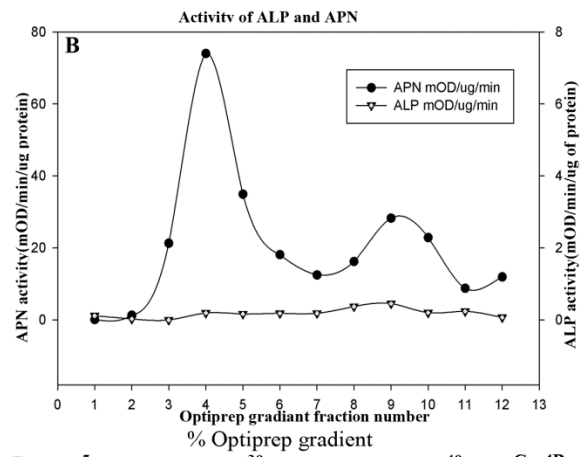 Activity of ALP and APN
B
80
60
40
20
0
8
6
4
2
0
APN activity(mOD/min/ug protein)
ALP activity(mOD/min/ug of protein)
APN mOD/ug/min
ALP mOD/ug/min
0 1 2 3 4 5 6 7 8 9 10 11 12 13
Optiprep gradiant fraction number
% Optiprep gradient